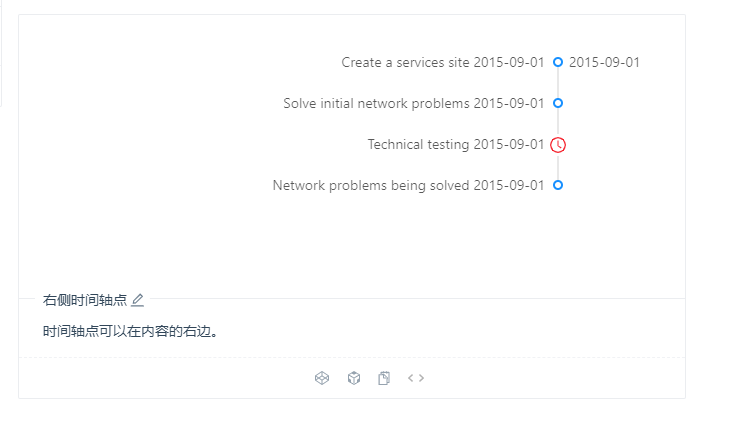 Create a services site 2015-09-01 2015-09-01
Solve initial network problems 2015-09-01
Technical testing 2015-09-01
Network problems being solved 2015-09-01
右侧时间轴点
时间轴点可以在内容的右边。